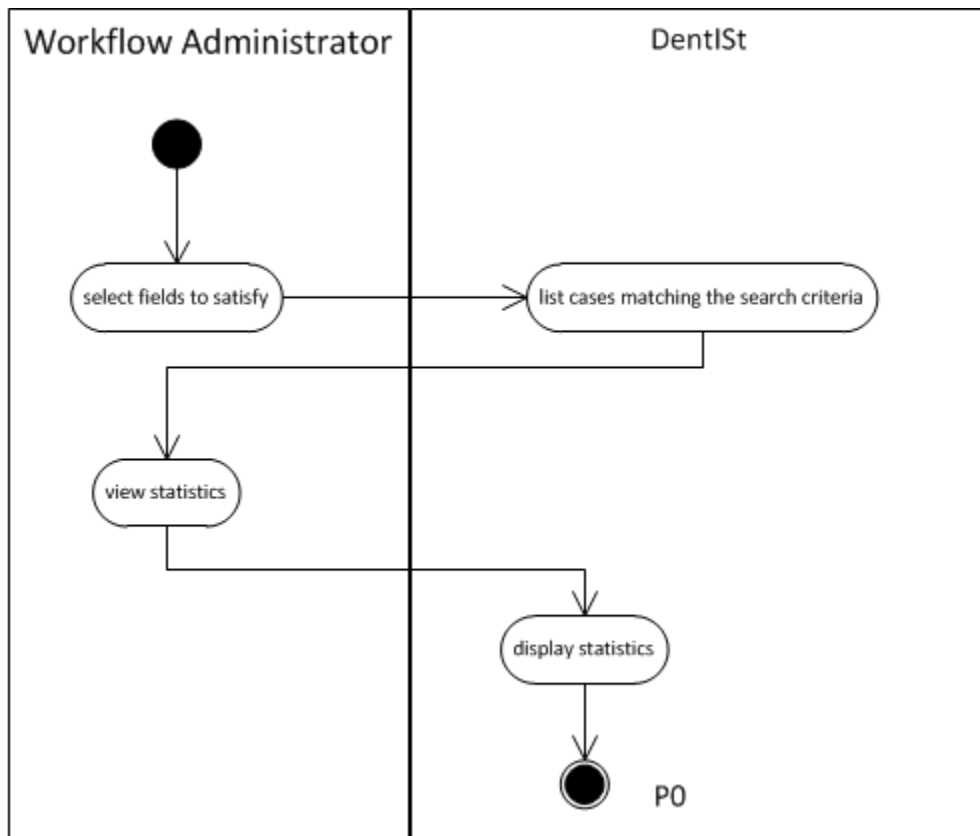 Workflow Administrator
DentISt
select fields to satisfy
list cases matching the search criteria
view statistics
display statistics
P0